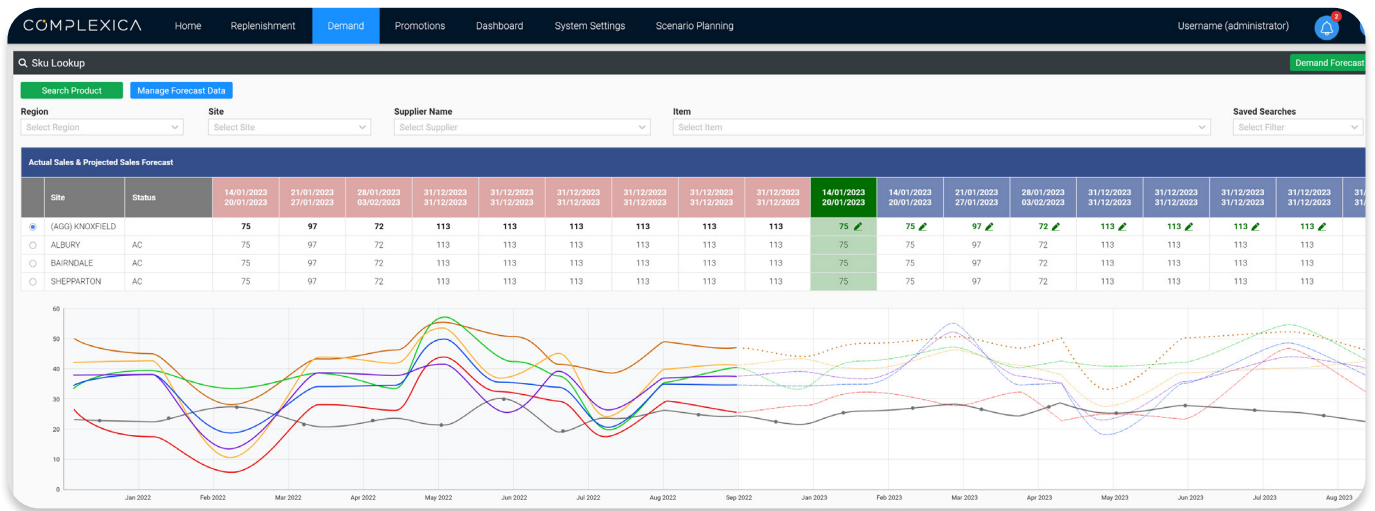 COMPLEXICA Home Replenishment Demand Promotions Dashboard System Settings Scenario Planning Username (administrator) 2
Sku Lookup Demand Forecast
Search Product Manage Forecast Data
Region Site Supplier Name Item Saved Searches
Select Region Select Site Select Supplier Select Item Select Filter
Actual Sales & Projected Sales Forecast
Site Status
14/01/2023 21/01/2023 28/01/2023 31/12/2023 31/12/2023 31/12/2023 31/12/2023 31/12/2023 31/12/2023 14/01/2023 14/01/2023 21/01/2023 28/01/2023 31/12/2023 31/12/2023 31/12/2023 31/12/2023 31/
20/01/2023 27/01/2023 03/02/2023 31/12/2023 31/12/2023 31/12/2023 31/12/2023 31/12/2023 31/12/2023 20/01/2023 20/01/2023 27/01/2023 03/02/2023 31/12/2023 31/12/2023 31/12/2023 31/12/2023 31/
(AGG) KNOXFIELD 75 97 72 113 113 113 113 113 113 75 75 97 72 113 113 113 113
ALBURY AC 75 97 72 113 113 113 113 113 113 75 75 97 72 113 113 113 113
BAIRNDALE AC 75 97 72 113 113 113 113 113 113 75 75 97 72 113 113 113 113
SHEPPARTON AC 75 97 72 113 113 113 113 113 113 75 75 97 72 113 113 113 113
60
50
40
30
20
10
0
Jan 2022 Feb 2022 Mar 2022 Apr 2022 May 2022 Jun 2022 Jul 2022 Aug 2022 Sep 2022 Jan 2023 Feb 2023 Mar 2023 Apr 2023 May 2023 Jun 2023 Jul 2023 Aug 2023